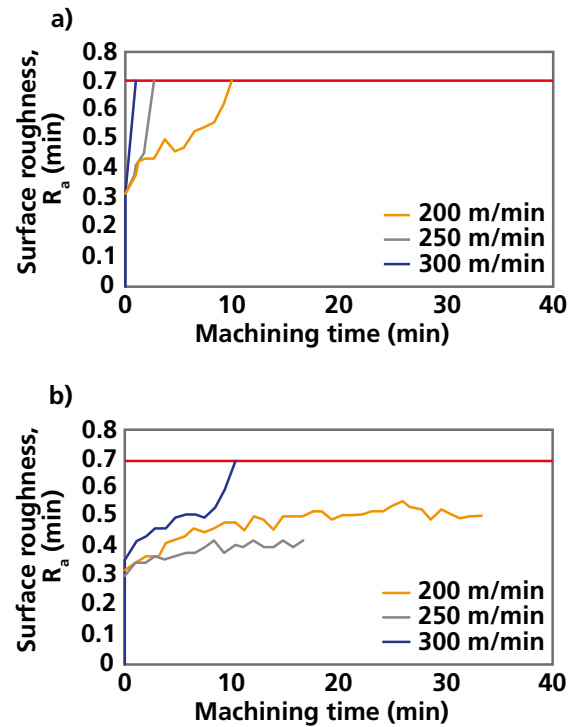 a)
0.8
0.7
0.6
0.5
0.4
0.3
0.2
0.1
0
Surface roughness,
Ra (min)
200 m/min
250 m/min
300 m/min
0 10 20 30 40
Machining time (min)
b)
0.8
0.7
0.6
0.5
0.4
0.3
0.2
0.1
0
Surface roughness,
Ra (min)
200 m/min
250 m/min
300 m/min
0 10 20 30 40
Machining time (min)